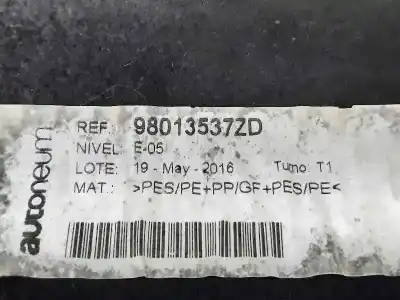 autoneum
REF. 98013537ZD
NIVEL: E-05
LOTE: 19 - May - 2016 Turno: T1
MAT.: >PES/PE+PP/GF+PES/PE<